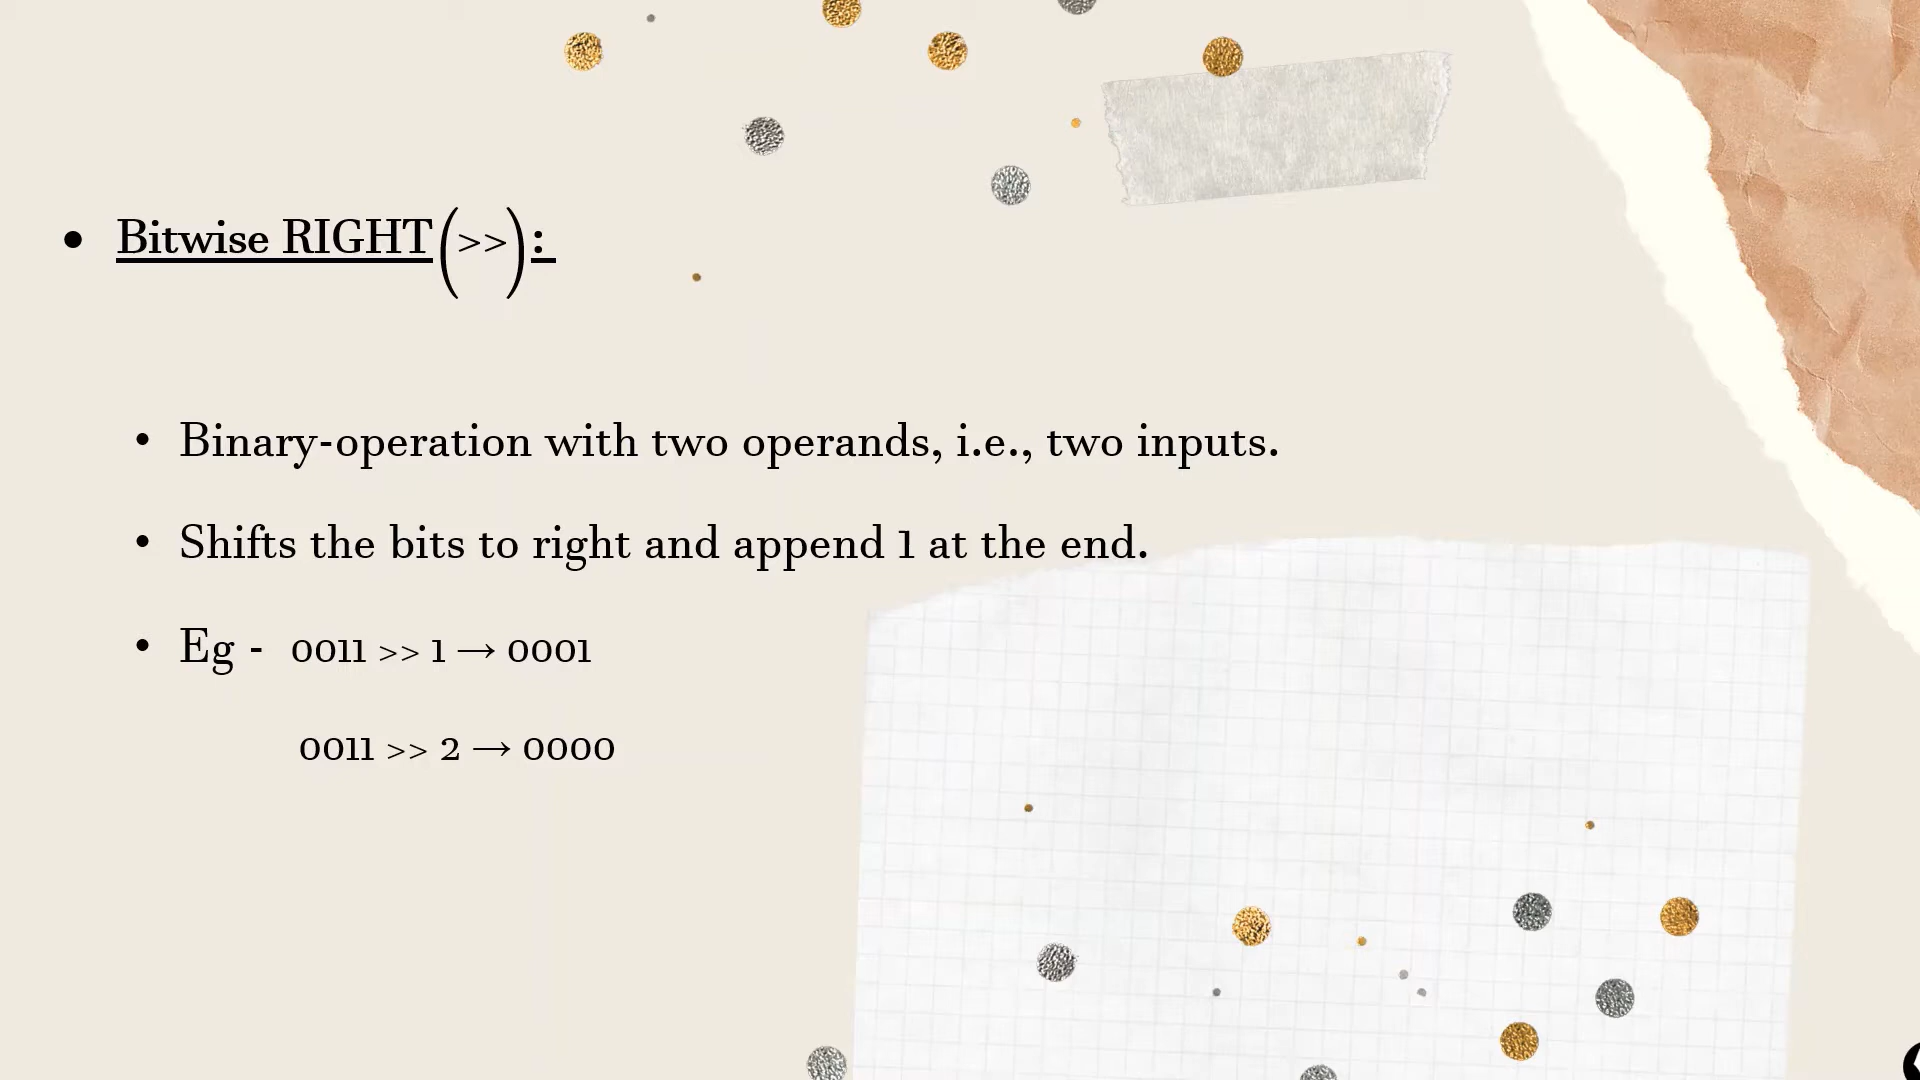 • Bitwise RIGHT(>>):
• Binary-operation with two operands, i.e., two inputs.
• Shifts the bits to right and append 1 at the end.
• Eg - 0011 >> 1 → 0001
0011 >> 2 → 0000